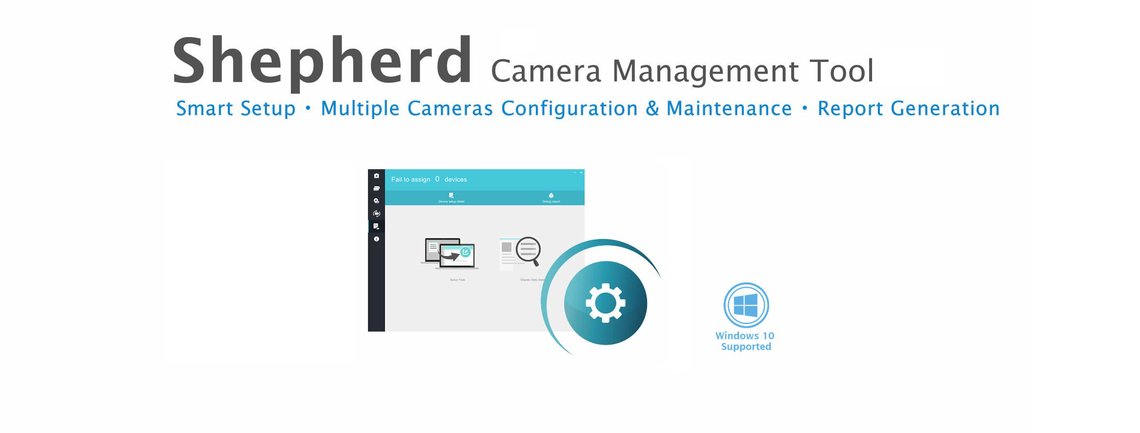 Shepherd Camera Management Tool
Smart Setup • Multiple Cameras Configuration & Maintenance • Report Generation
Fail to assign 0 devices
Windows 10
Supported